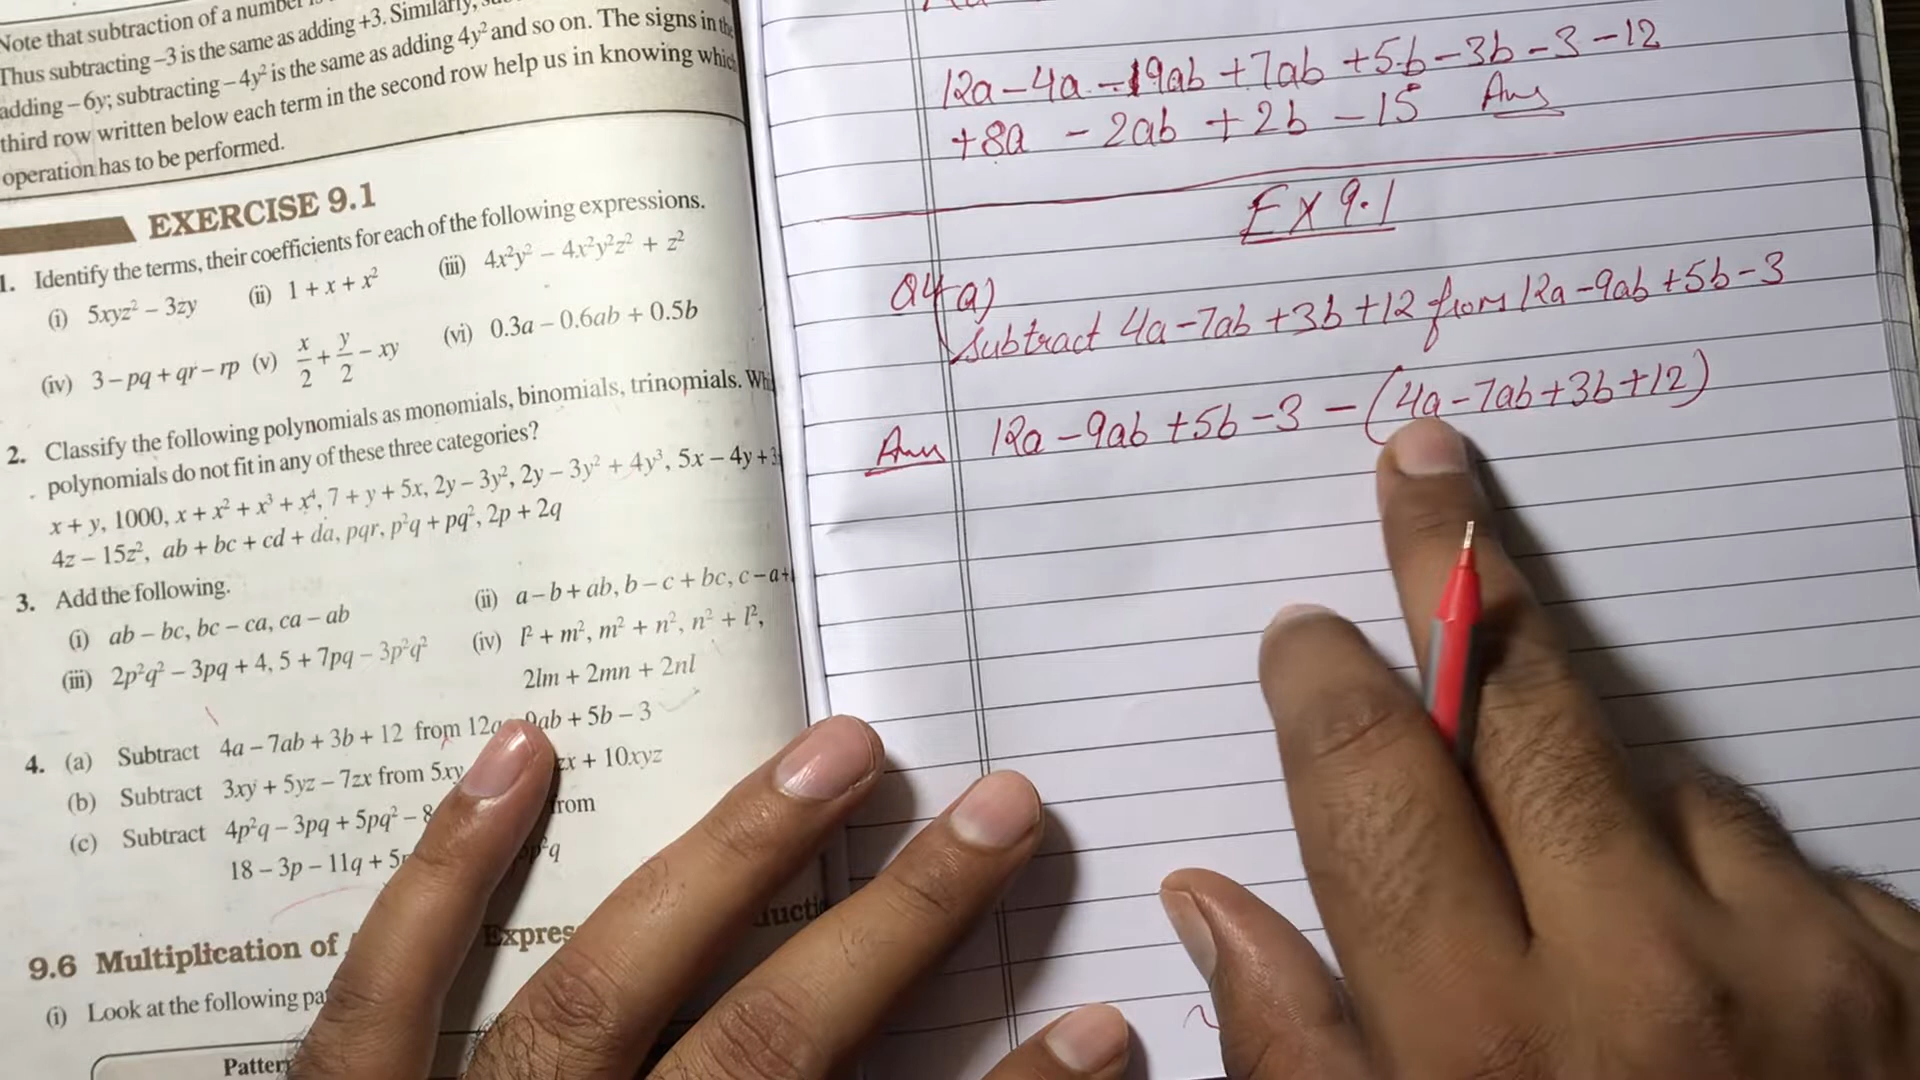 Note that subtraction of a number
Thus subtracting –3 is the same as adding +3. Similarly,
adding – 6y; subtracting – 4y² is the same as adding 4y² and so on. The signs in the
third row written below each term in the second row help us in knowing which
operation has to be performed.
EXERCISE 9.1
1. Identify the terms, their coefficients for each of the following expressions.
(i) 5xyz² – 3zy (ii) 1 + x + x² (iii) 4x²y² – 4x²y²z² + z²
(iv) 3 – pq + qr – rp (v) x/2 + y/2 – xy (vi) 0.3a – 0.6ab + 0.5b
2. Classify the following polynomials as monomials, binomials, trinomials.
polynomials do not fit in any of these three categories?
x + y, 1000, x + x² + x³ + x⁴, 7 + y + 5x, 2y – 3y², 2y – 3y² + 4y³, 5x – 4y + 3
4z – 15z², ab + bc + cd + da, pqr, p²q + pq², 2p + 2q
3. Add the following.
(i) ab – bc, bc – ca, ca – ab (ii) a – b + ab, b – c + bc, c – a +
(iii) 2p²q² – 3pq + 4, 5 + 7pq – 3p²q² (iv) l² + m², m² + n², n² + l²,
2lm + 2mn + 2nl
4. (a) Subtract 4a – 7ab + 3b + 12 from 12a – 9ab + 5b – 3
(b) Subtract 3xy + 5yz – 7zx from 5xy zx + 10xyz
(c) Subtract 4p²q – 3pq + 5pq² – 8 from
18 – 3p – 11q + 5 p²q
9.6 Multiplication of Expres
(i) Look at the following pa
Pattern
12a – 4a – 9ab + 7ab + 5b – 3b – 3 – 12
+8a – 2ab + 2b – 15 Ans
EX 9.1
Q4 a)
Subtract 4a – 7ab + 3b + 12 from 12a – 9ab + 5b – 3
Ans 12a – 9ab + 5b – 3 – (4a – 7ab + 3b + 12)